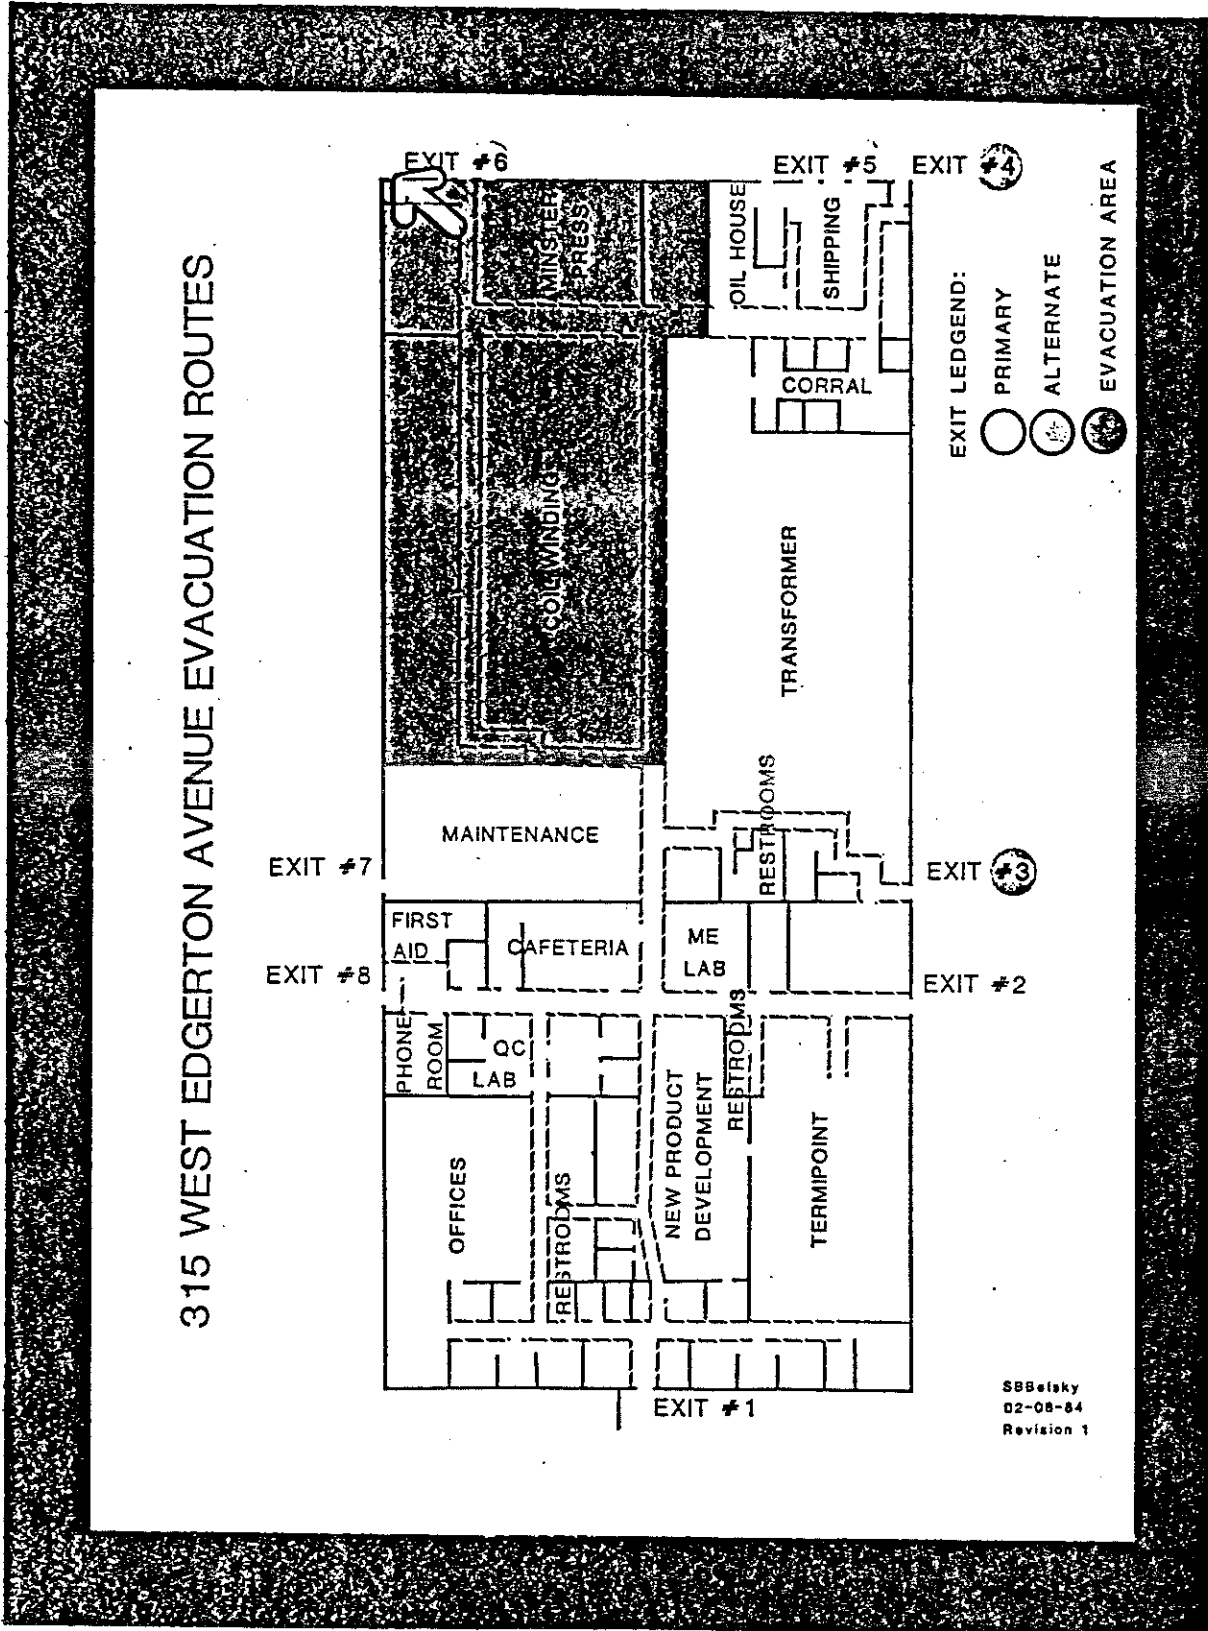 315 WEST EDGERTON AVENUE EVACUATION ROUTES
EXIT #6
EXIT #5
EXIT #4
MINSTER
PRESS
OIL HOUSE
SHIPPING
CORRAL
COIL WINDING
TRANSFORMER
EXIT LEDGEND:
PRIMARY
ALTERNATE
EVACUATION AREA
MAINTENANCE
RESTROOMS
EXIT #7
EXIT #3
FIRST
AID
CAFETERIA
ME
LAB
EXIT #8
EXIT #2
PHONE
ROOM
QC
LAB
RESTROOMS
OFFICES
RESTROOMS
NEW PRODUCT
DEVELOPMENT
TERMIPOINT
EXIT #1
SBBelsky
02-08-84
Revision 1